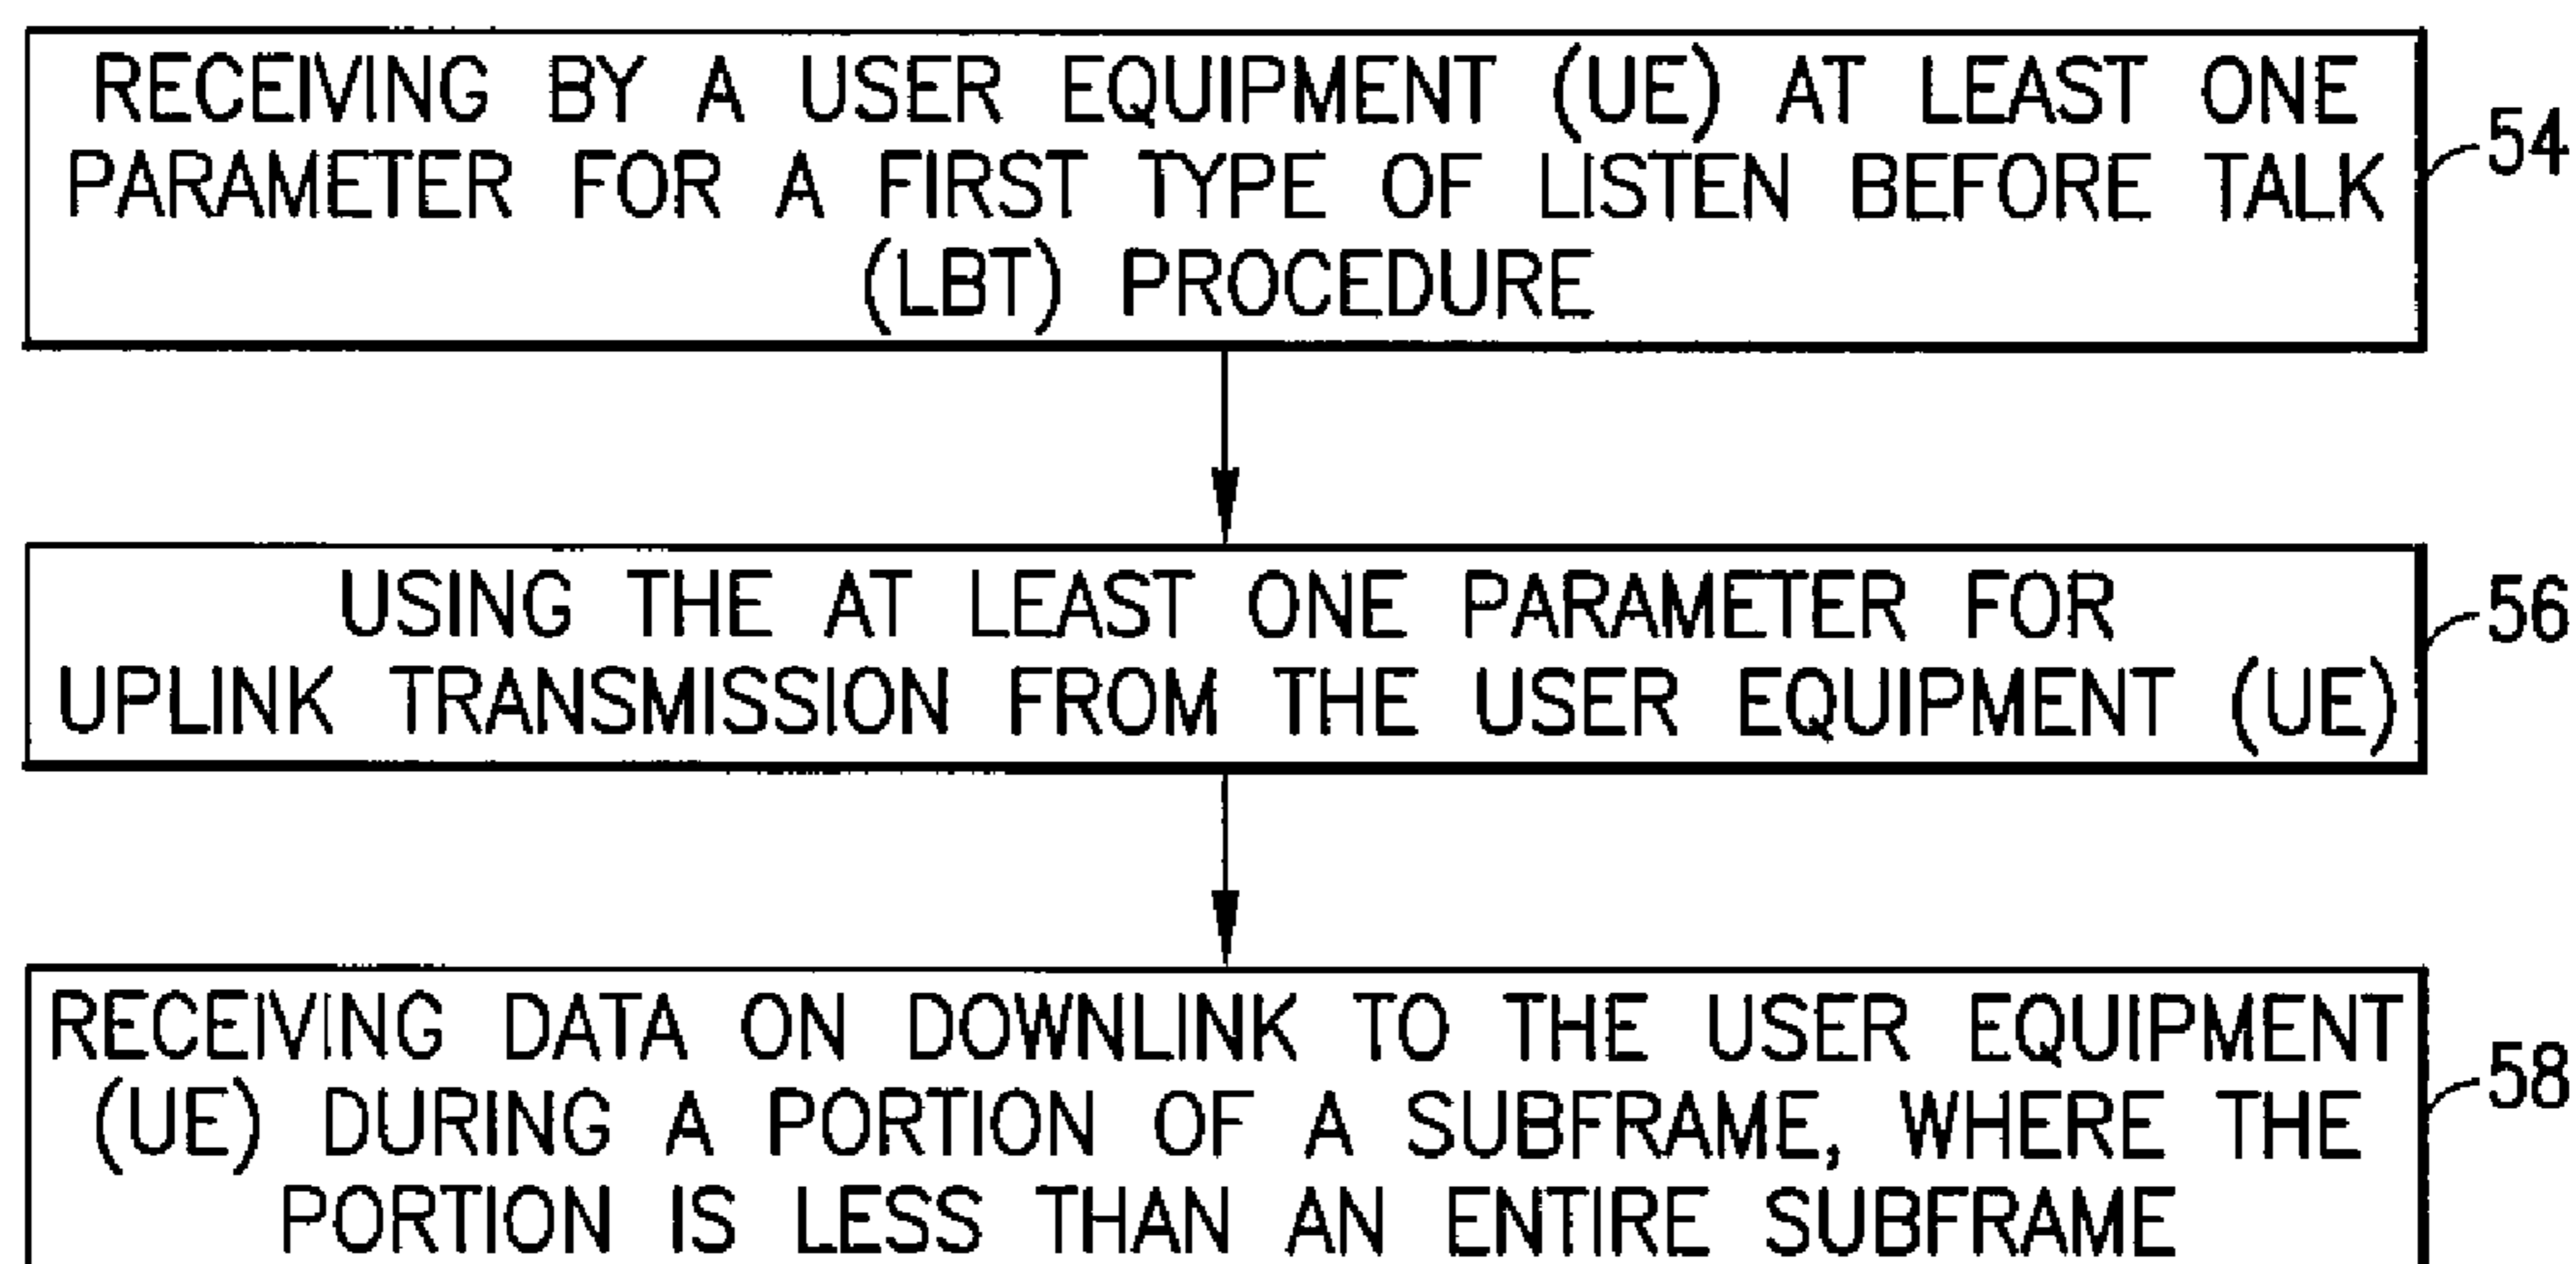 RECEIVING BY A USER EQUIPMENT (UE) AT LEAST ONE
PARAMETER FOR A FIRST TYPE OF LISTEN BEFORE TALK
(LBT) PROCEDURE
54
USING THE AT LEAST ONE PARAMETER FOR
UPLINK TRANSMISSION FROM THE USER EQUIPMENT (UE)
56
RECEIVING DATA ON DOWNLINK TO THE USER EQUIPMENT
(UE) DURING A PORTION OF A SUBFRAME, WHERE THE
PORTION IS LESS THAN AN ENTIRE SUBFRAME
58